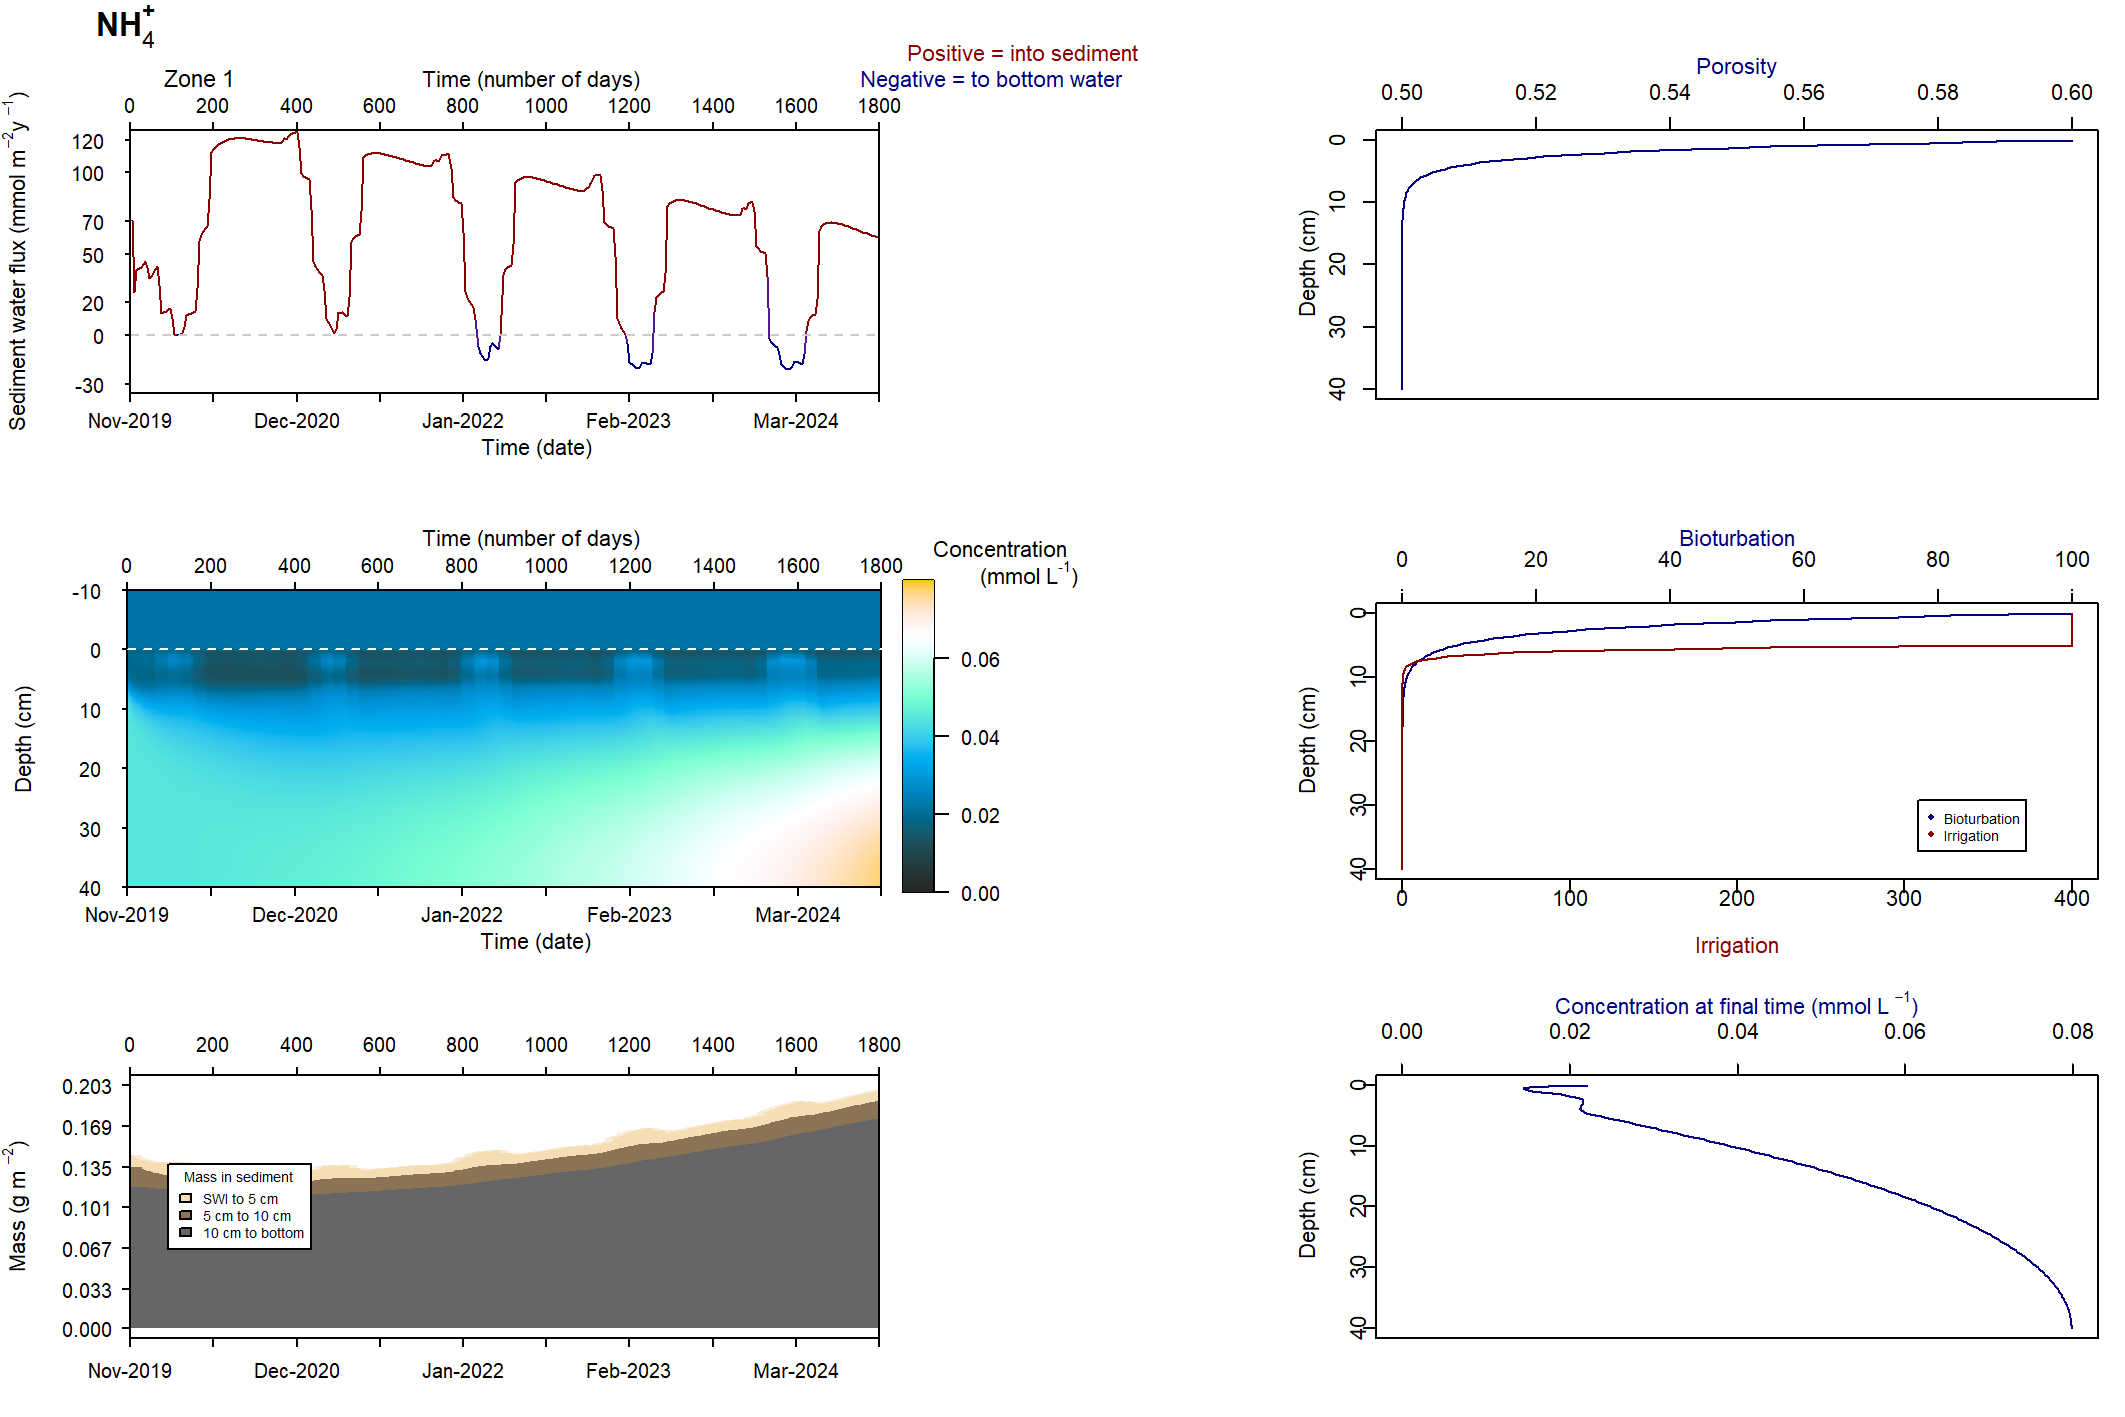 NH₄⁺
Positive = into sediment
Negative = to bottom water
Zone 1
Time (number of days)
0 200 400 600 800 1000 1200 1400 1600 1800
Sediment water flux (mmol m⁻²y⁻¹)
120
100
70
50
20
0
-30
Nov-2019 Dec-2020 Jan-2022 Feb-2023 Mar-2024
Time (date)
Porosity
0.50 0.52 0.54 0.56 0.58 0.60
Depth (cm)
0
10
20
30
40
Time (number of days)
0 200 400 600 800 1000 1200 1400 1600 1800
Depth (cm)
-10
0
10
20
30
40
Nov-2019 Dec-2020 Jan-2022 Feb-2023 Mar-2024
Time (date)
Concentration
(mmol L⁻¹)
0.06
0.04
0.02
0.00
Bioturbation
0 20 40 60 80 100
Depth (cm)
0
10
20
30
40
Bioturbation
Irrigation
0 100 200 300 400
Irrigation
0 200 400 600 800 1000 1200 1400 1600 1800
Mass (g m⁻²)
0.203
0.169
0.135
0.101
0.067
0.033
0.000
Mass in sediment
SWI to 5 cm
5 cm to 10 cm
10 cm to bottom
Nov-2019 Dec-2020 Jan-2022 Feb-2023 Mar-2024
Concentration at final time (mmol L⁻¹)
0.00 0.02 0.04 0.06 0.08
Depth (cm)
0
10
20
30
40